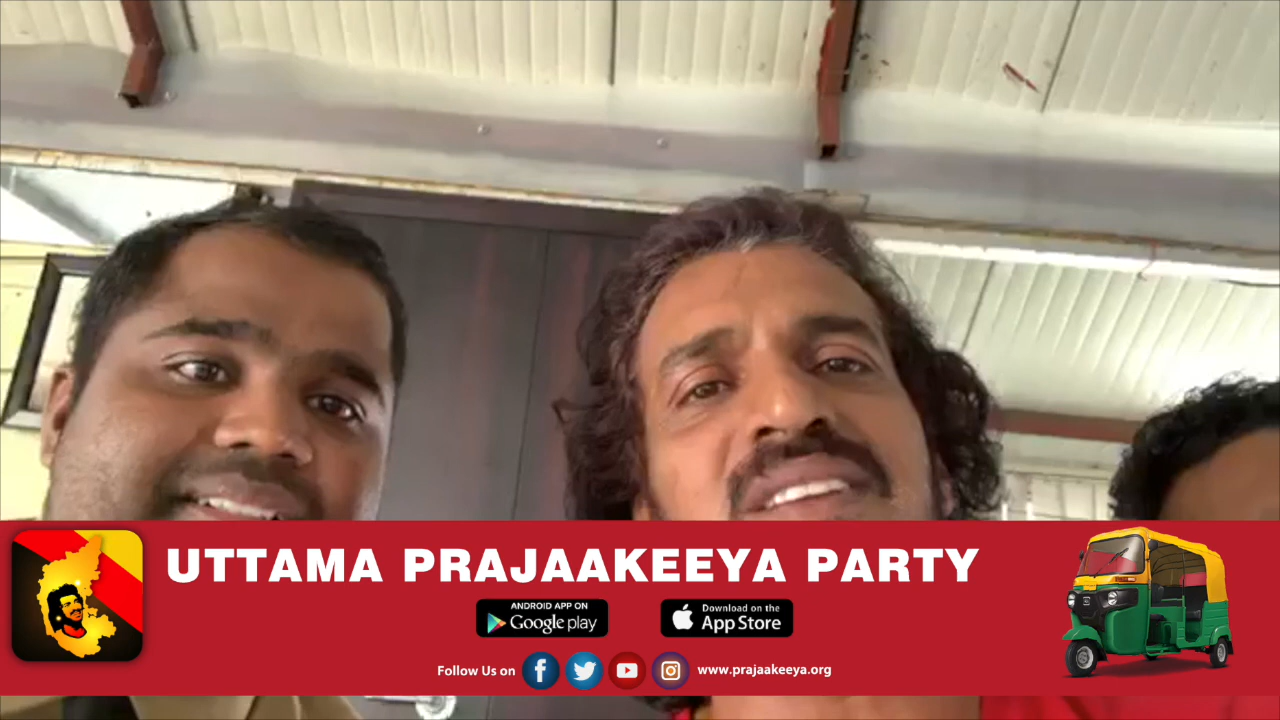 UTTAMA PRAJAAKEEYA PARTY
ANDROID APP ON
Google play
Download on the
App Store
Follow Us on
www.prajaakeeya.org